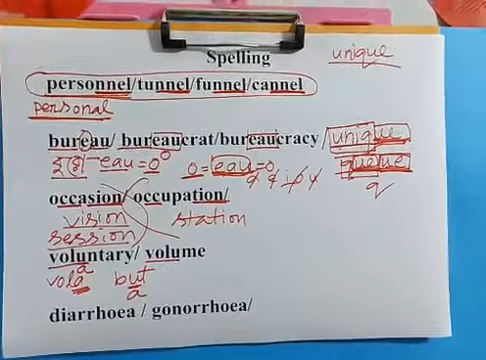 Spelling unique
personnel/tunnel/funnel/cannel
personal
bureau/ bureaucrat/bureaucracy /unique
eau = o o = eau = o queue
q
occasion/occupation/
vision station
session
voluntary/ volume
vola but
a a
diarrhoea / gonorrhoea/